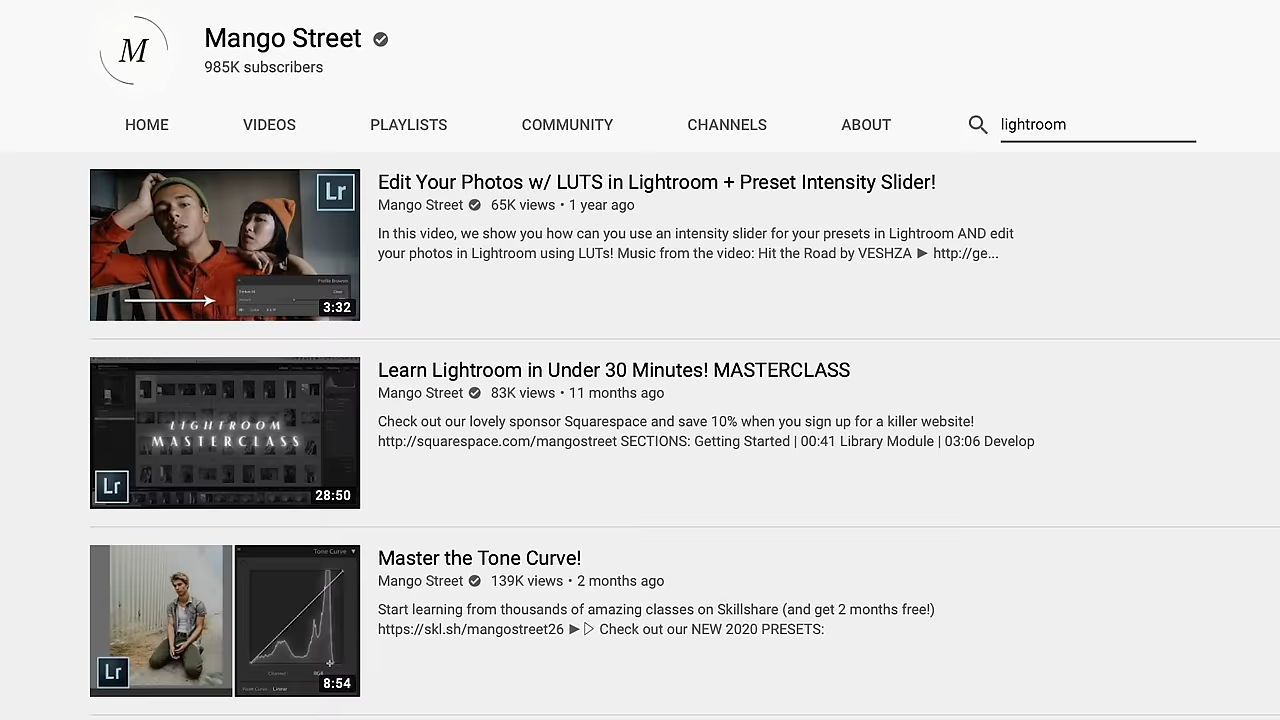 M
Mango Street
985K subscribers
HOME VIDEOS PLAYLISTS COMMUNITY CHANNELS ABOUT lightroom
Lr
3:32
Edit Your Photos w/ LUTS in Lightroom + Preset Intensity Slider!
Mango Street 65K views • 1 year ago
In this video, we show you how can you use an intensity slider for your presets in Lightroom AND edit
your photos in Lightroom using LUTs! Music from the video: Hit the Road by VESHZA ► http://ge...
LIGHTROOM
MASTERCLASS
Lr
28:50
Learn Lightroom in Under 30 Minutes! MASTERCLASS
Mango Street 83K views • 11 months ago
Check out our lovely sponsor Squarespace and save 10% when you sign up for a killer website!
http://squarespace.com/mangostreet SECTIONS: Getting Started | 00:41 Library Module | 03:06 Develop
Tone Curve
Channel: RGB
Point Curve: Linear
Lr
8:54
Master the Tone Curve!
Mango Street 139K views • 2 months ago
Start learning from thousands of amazing classes on Skillshare (and get 2 months free!)
https://skl.sh/mangostreet26 ►▷ Check out our NEW 2020 PRESETS: